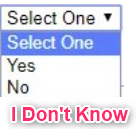 Select One
Select One
Yes
No
I Don't Know